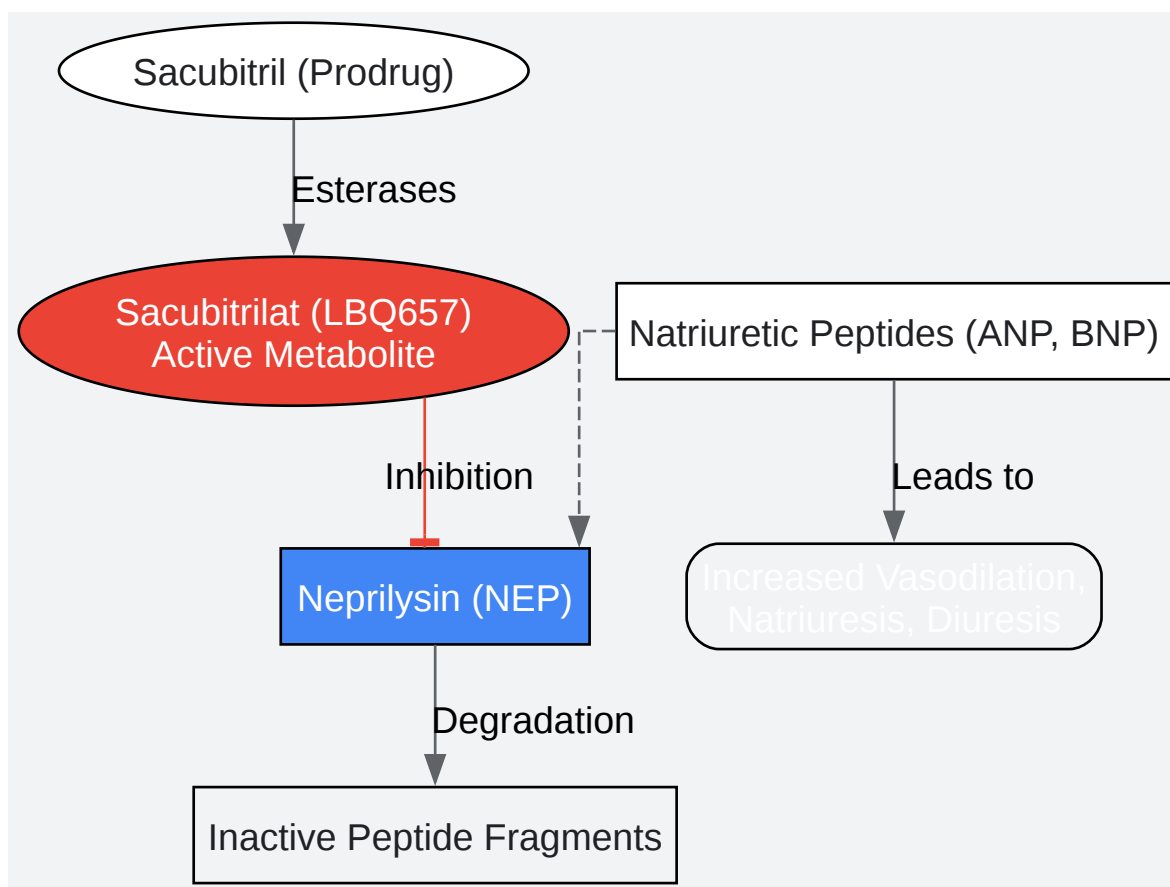 Sacubitril (Prodrug)
Esterases
Sacubitrilat (LBQ657)
Active Metabolite
Natriuretic Peptides (ANP, BNP)
Inhibition
Leads to
Neprilysin (NEP)
Increased Vasodilation,
Natriuresis, Diuresis
Degradation
Inactive Peptide Fragments